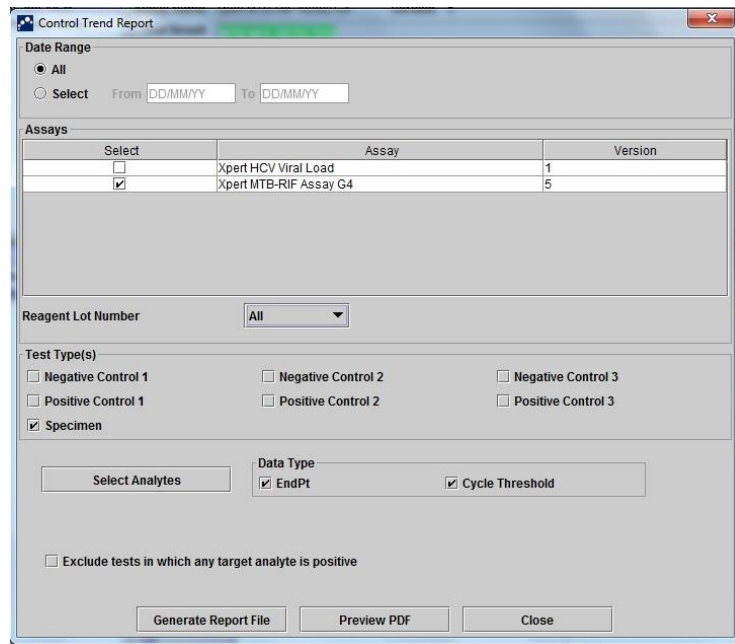 Control Trend Report
Date Range
All
Select From DD/MM/YY To DD/MM/YY
Assays
Select Assay Version
Xpert HCV Viral Load 1
Xpert MTB-RIF Assay G4 5
Reagent Lot Number All
Test Type(s)
Negative Control 1 Negative Control 2 Negative Control 3
Positive Control 1 Positive Control 2 Positive Control 3
Specimen
Data Type
Select Analytes EndPt Cycle Threshold
Exclude tests in which any target analyte is positive
Generate Report File Preview PDF Close